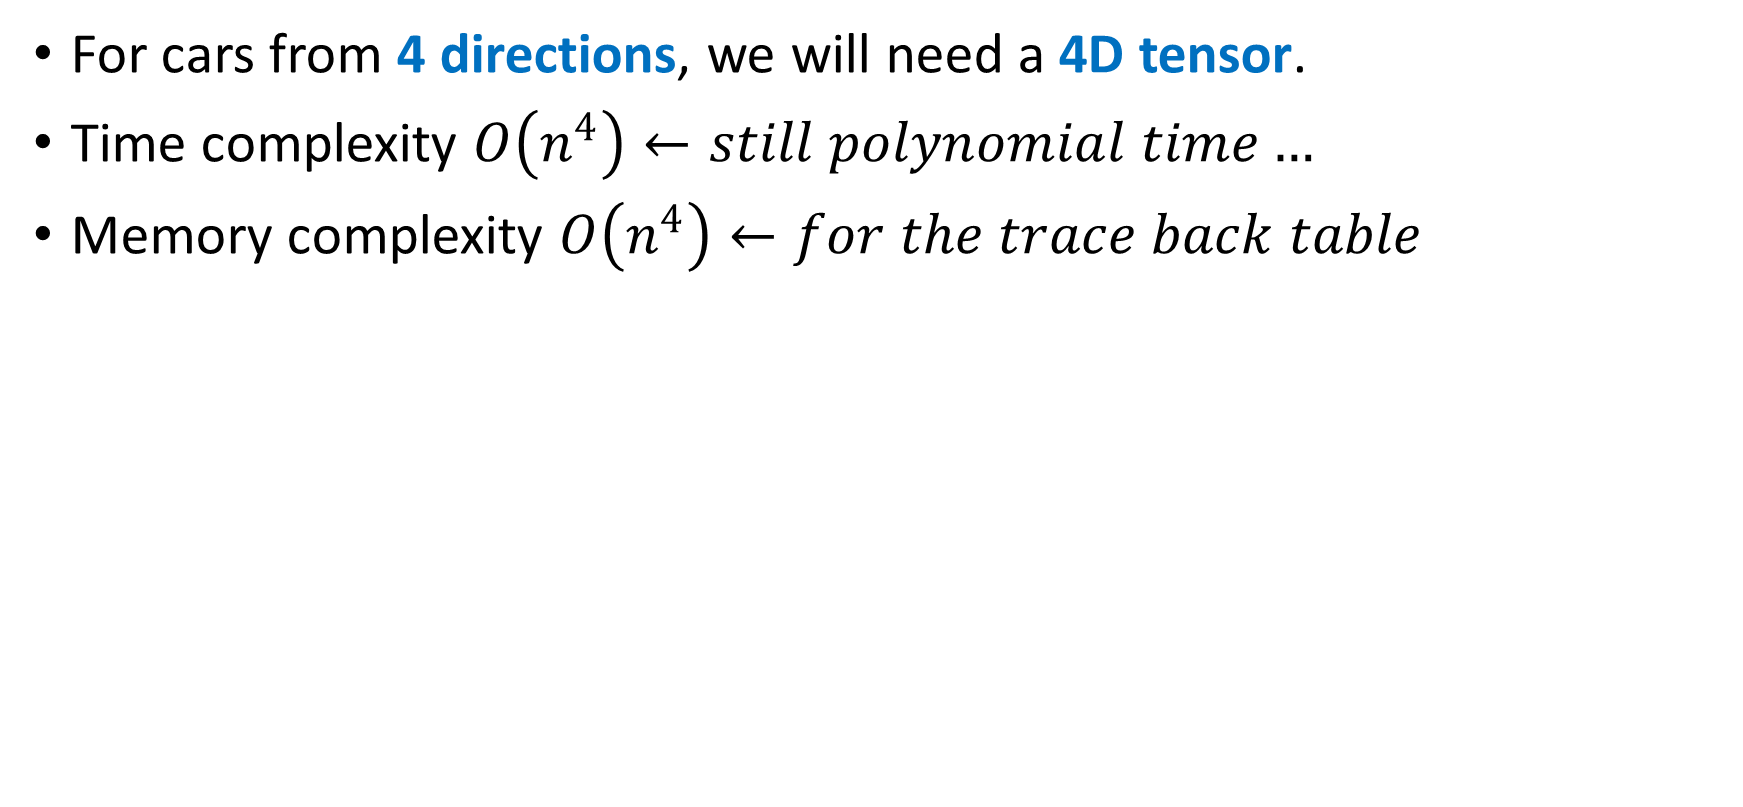 • For cars from 4 directions, we will need a 4D tensor.
• Time complexity O(n⁴) ← still polynomial time …
• Memory complexity O(n⁴) ← for the trace back table